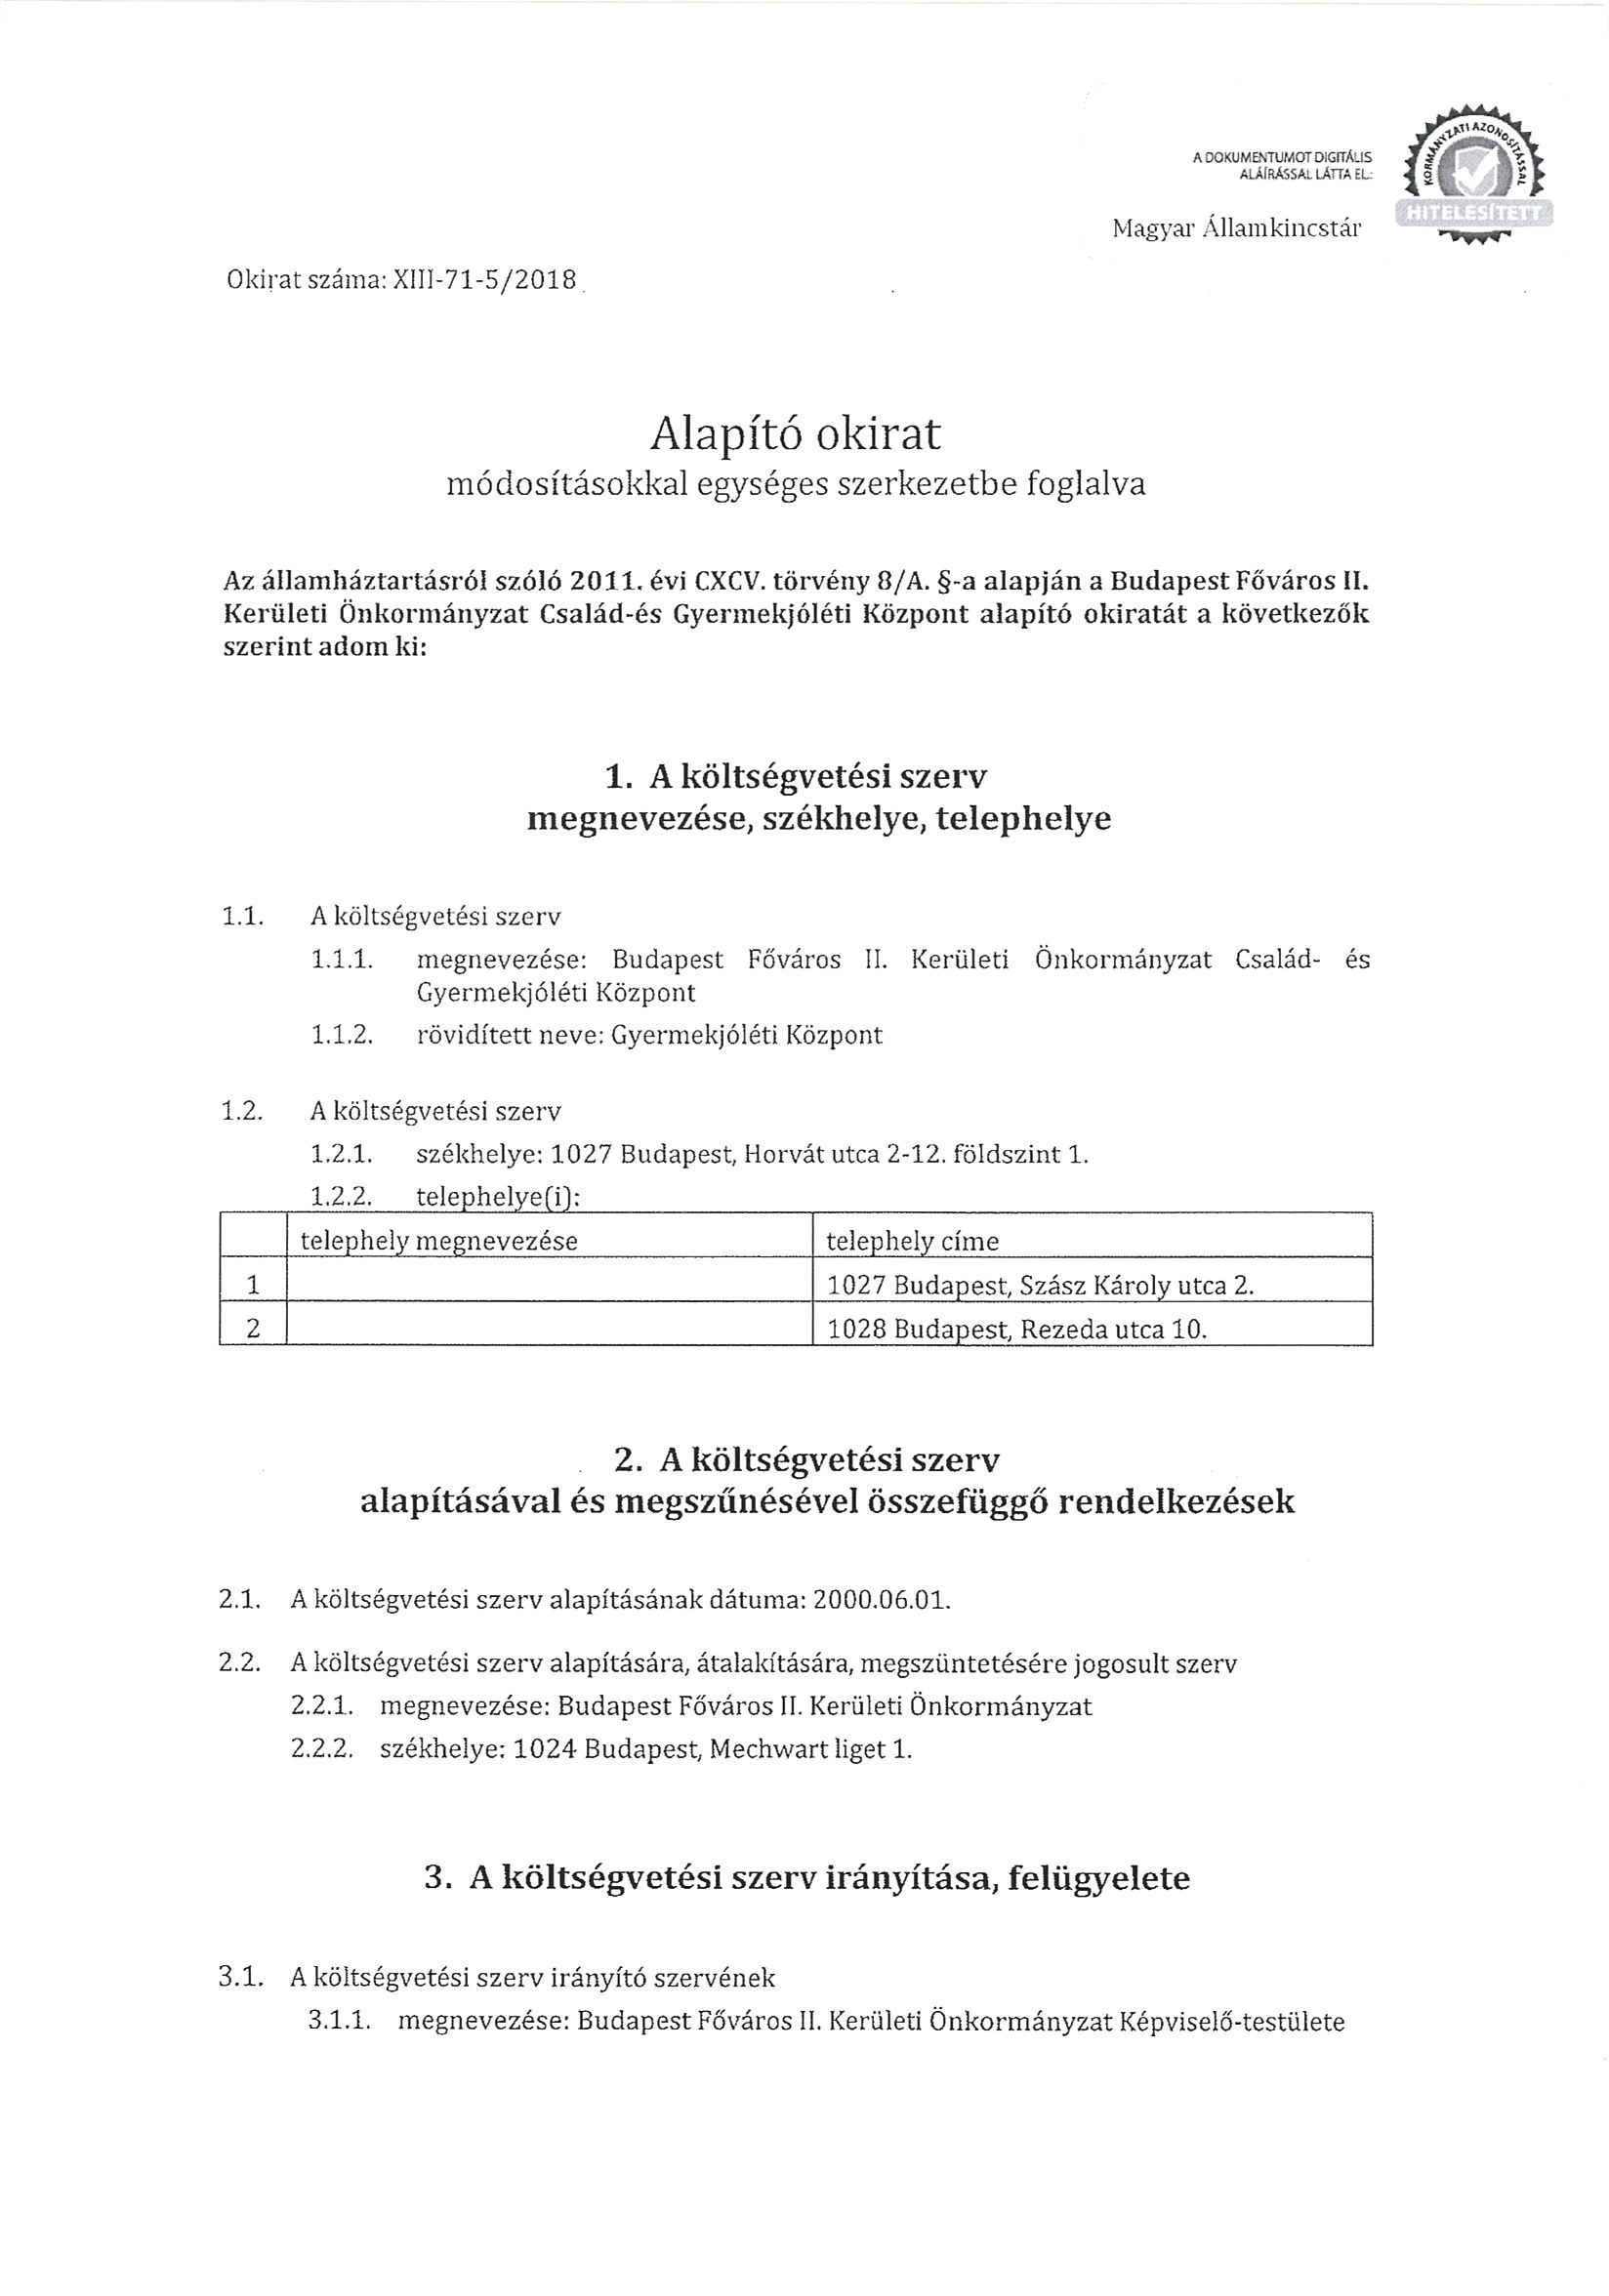 A DOKUMENTUMOT DIGITÁLIS
ALÁÍRÁSSAL LÁTTA EL:
KORMÁNYZATI AZONOSÍTÁSSAL
HITELESÍTETT
Magyar Államkincstár
Okirat száma: XIII-71-5/2018
Alapító okirat
módosításokkal egységes szerkezetbe foglalva
Az államháztartásról szóló 2011. évi CXCV. törvény 8/A. §-a alapján a Budapest Főváros II.
Kerületi Önkormányzat Család-és Gyermekjóléti Központ alapító okiratát a következők
szerint adom ki:
1. A költségvetési szerv
megnevezése, székhelye, telephelye
1.1. A költségvetési szerv
1.1.1. megnevezése: Budapest Főváros II. Kerületi Önkormányzat Család- és
Gyermekjóléti Központ
1.1.2. rövidített neve: Gyermekjóléti Központ
1.2. A költségvetési szerv
1.2.1. székhelye: 1027 Budapest, Horvát utca 2-12. földszint 1.
1.2.2. telephelye(i):
telephely megnevezése telephely címe
1 1027 Budapest, Szász Károly utca 2.
2 1028 Budapest, Rezeda utca 10.
2. A költségvetési szerv
alapításával és megszűnésével összefüggő rendelkezések
2.1. A költségvetési szerv alapításának dátuma: 2000.06.01.
2.2. A költségvetési szerv alapítására, átalakítására, megszüntetésére jogosult szerv
2.2.1. megnevezése: Budapest Főváros II. Kerületi Önkormányzat
2.2.2. székhelye: 1024 Budapest, Mechwart liget 1.
3. A költségvetési szerv irányítása, felügyelete
3.1. A költségvetési szerv irányító szervének
3.1.1. megnevezése: Budapest Főváros II. Kerületi Önkormányzat Képviselő-testülete